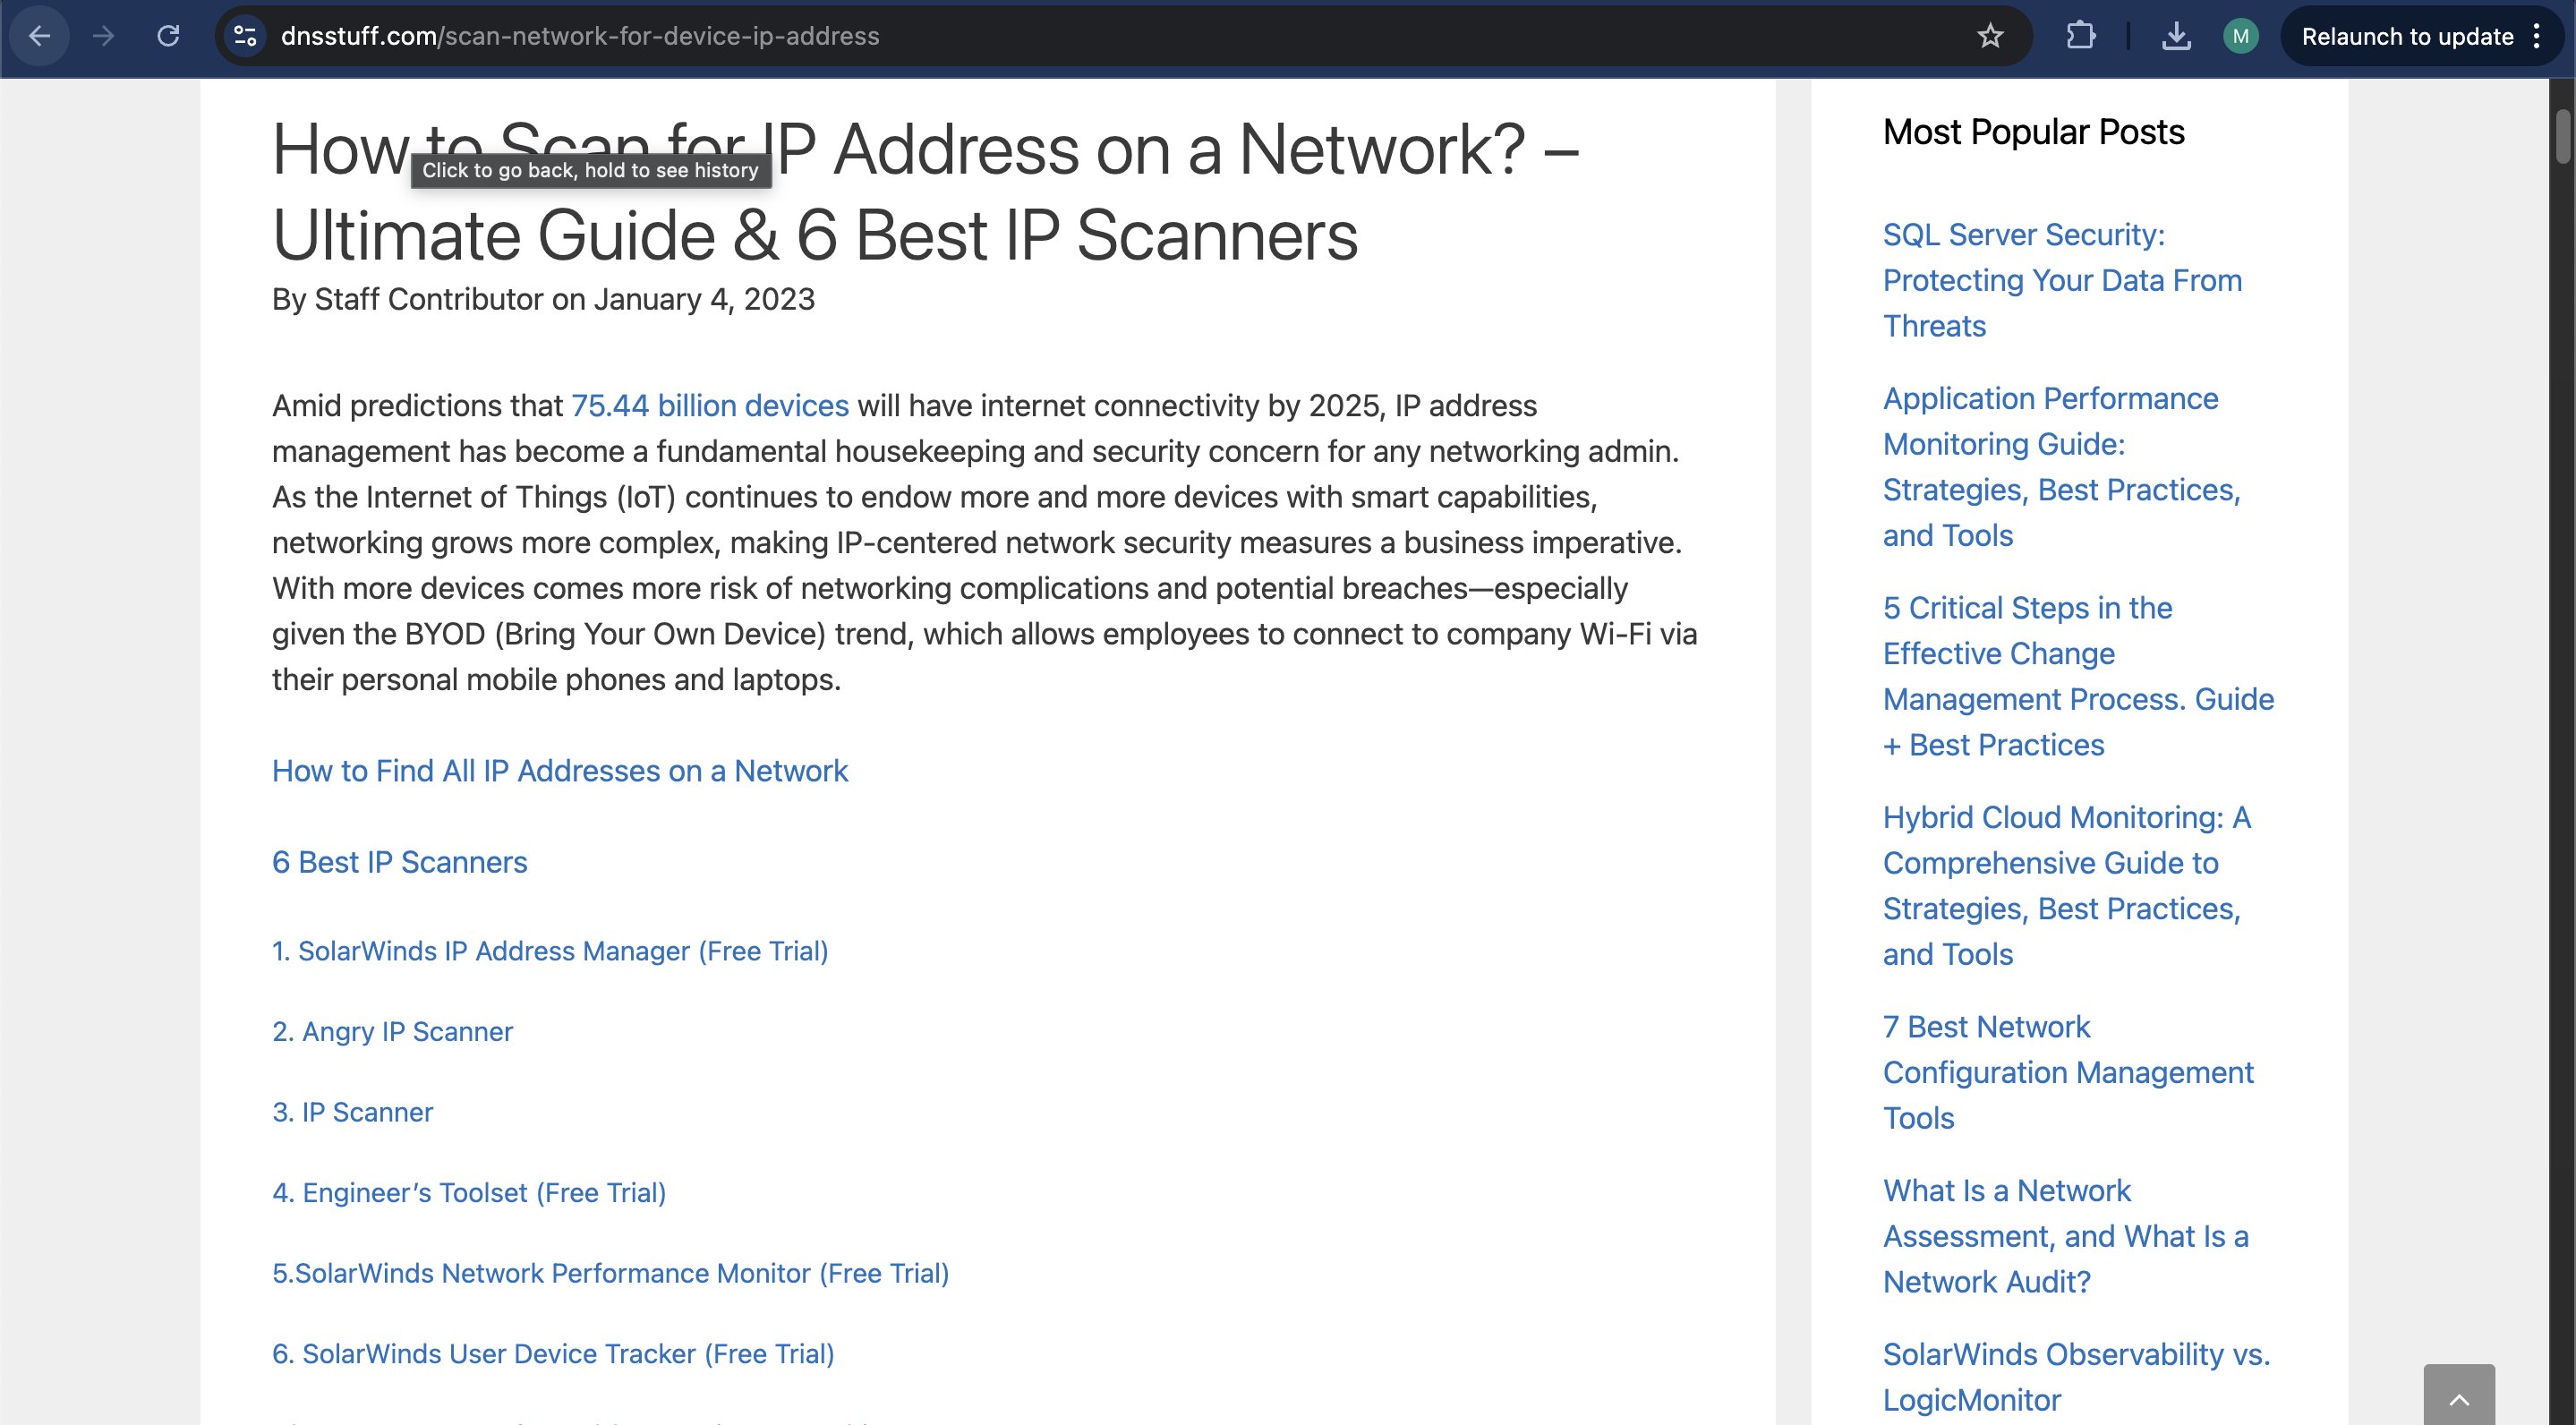 dnsstuff.com/scan-network-for-device-ip-address
M
Relaunch to update
How to Scan for IP Address on a Network? –
Click to go back, hold to see history
Ultimate Guide & 6 Best IP Scanners
By Staff Contributor on January 4, 2023
Amid predictions that 75.44 billion devices will have internet connectivity by 2025, IP address
management has become a fundamental housekeeping and security concern for any networking admin.
As the Internet of Things (IoT) continues to endow more and more devices with smart capabilities,
networking grows more complex, making IP-centered network security measures a business imperative.
With more devices comes more risk of networking complications and potential breaches—especially
given the BYOD (Bring Your Own Device) trend, which allows employees to connect to company Wi-Fi via
their personal mobile phones and laptops.
How to Find All IP Addresses on a Network
6 Best IP Scanners
1. SolarWinds IP Address Manager (Free Trial)
2. Angry IP Scanner
3. IP Scanner
4. Engineer’s Toolset (Free Trial)
5.SolarWinds Network Performance Monitor (Free Trial)
6. SolarWinds User Device Tracker (Free Trial)
Most Popular Posts
SQL Server Security:
Protecting Your Data From
Threats
Application Performance
Monitoring Guide:
Strategies, Best Practices,
and Tools
5 Critical Steps in the
Effective Change
Management Process. Guide
+ Best Practices
Hybrid Cloud Monitoring: A
Comprehensive Guide to
Strategies, Best Practices,
and Tools
7 Best Network
Configuration Management
Tools
What Is a Network
Assessment, and What Is a
Network Audit?
SolarWinds Observability vs.
LogicMonitor